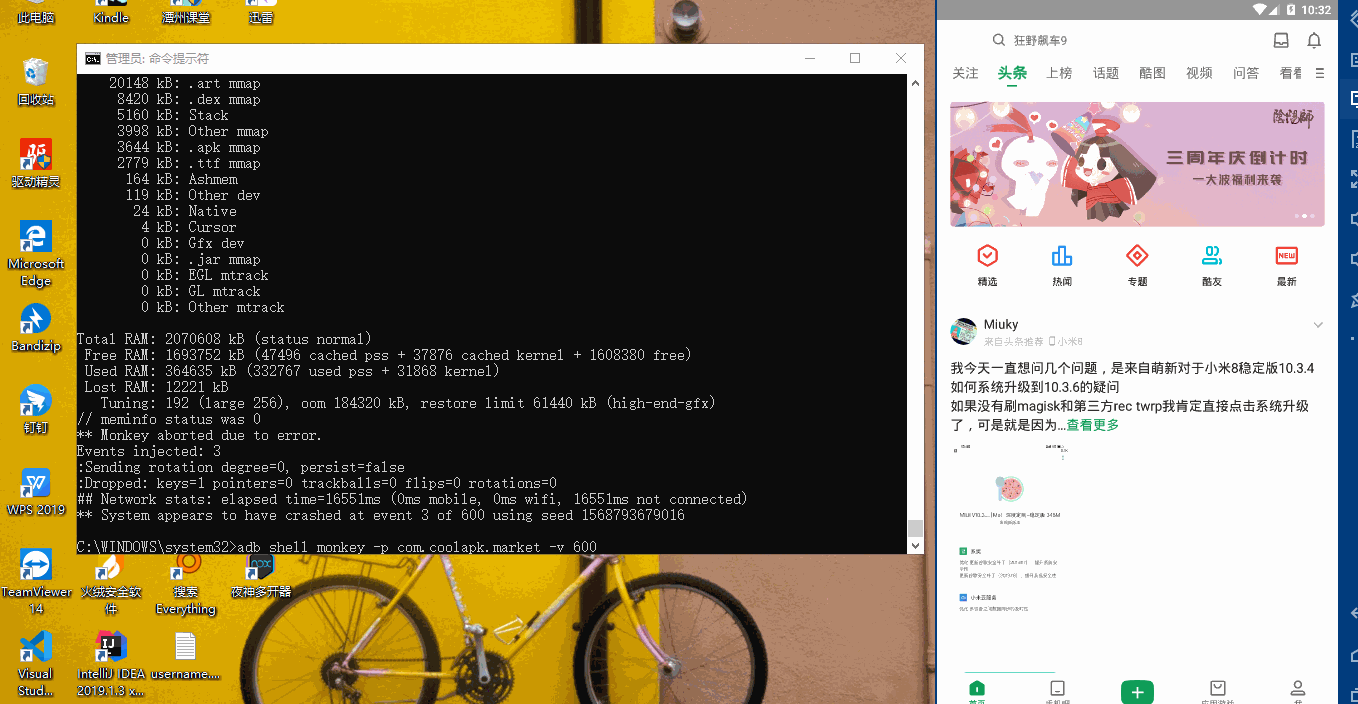 此电脑
Kindle
潭州课堂
迅雷
回收站
驱动精灵
Microsoft
Edge
Bandizip
钉钉
WPS 2019
TeamViewer
14
火绒安全软
件
搜索
Everything
夜神多开器
Visual
Stud...
IntelliJ IDEA
2019.1.3 x...
username....
管理员: 命令提示符
20148 kB: .art mmap
8420 kB: .dex mmap
5160 kB: Stack
3998 kB: Other mmap
3644 kB: .apk mmap
2779 kB: .ttf mmap
164 kB: Ashmem
119 kB: Other dev
24 kB: Native
4 kB: Cursor
0 kB: Gfx dev
0 kB: .jar mmap
0 kB: EGL mtrack
0 kB: GL mtrack
0 kB: Other mtrack
Total RAM: 2070608 kB (status normal)
Free RAM: 1693752 kB (47496 cached pss + 37876 cached kernel + 1608380 free)
Used RAM: 364635 kB (332767 used pss + 31868 kernel)
Lost RAM: 12221 kB
Tuning: 192 (large 256), oom 184320 kB, restore limit 61440 kB (high-end-gfx)
// meminfo status was 0
** Monkey aborted due to error.
Events injected: 3
:Sending rotation degree=0, persist=false
:Dropped: keys=1 pointers=0 trackballs=0 flips=0 rotations=0
## Network stats: elapsed time=16551ms (0ms mobile, 0ms wifi, 16551ms not connected)
** System appears to have crashed at event 3 of 600 using seed 1568793679016
C:\WINDOWS\system32>adb shell monkey -p com.coolapk.market -v 600
10:32
狂野飙车9
关注 头条 上榜 话题 酷图 视频 问答 看看
阴阳师
三周年庆倒计时
一大波福利来袭
精选 热闻 专题 酷友 NEW 最新
Miuky
来自头条推荐 小米8
我今天一直想问几个问题，是来自萌新对于小米8稳定版10.3.4
如何系统升级到10.3.6的疑问
如果没有刷magisk和第三方rec twrp我肯定直接点击系统升级
了，可是就是因为...查看更多